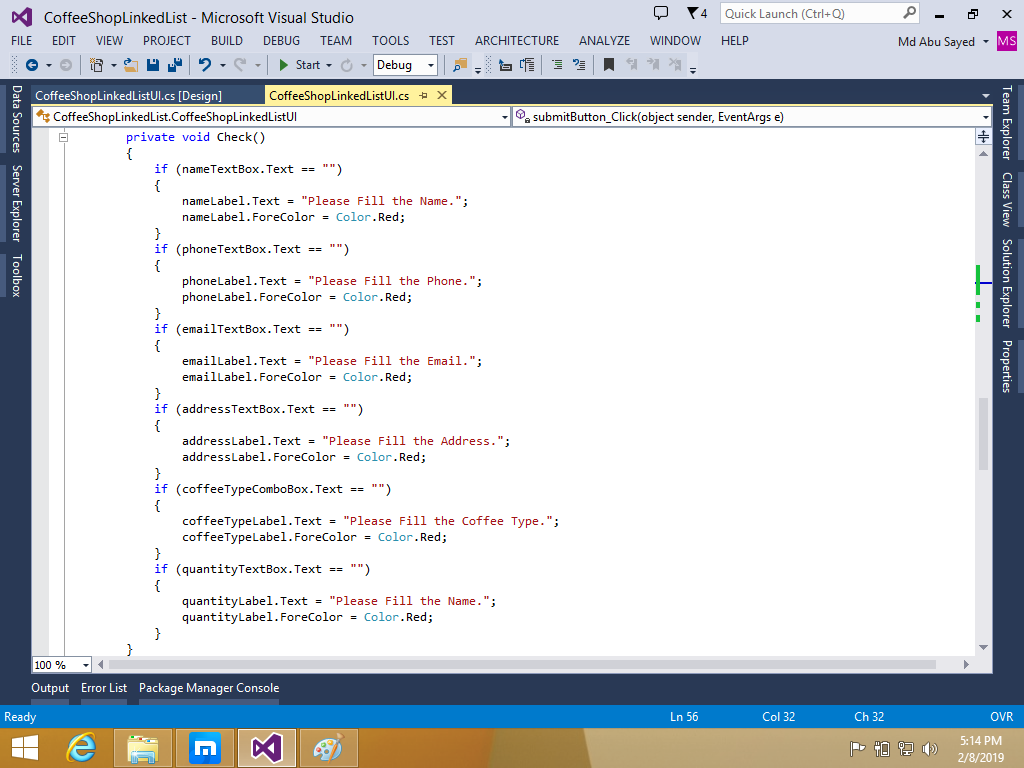 CoffeeShopLinkedList - Microsoft Visual Studio
4
Quick Launch (Ctrl+Q)
FILE EDIT VIEW PROJECT BUILD DEBUG TEAM TOOLS TEST ARCHITECTURE ANALYZE WINDOW HELP
Md Abu Sayed
MS
Start
Debug
CoffeeShopLinkedListUI.cs [Design]
CoffeeShopLinkedListUI.cs
CoffeeShopLinkedList.CoffeeShopLinkedListUI
submitButton_Click(object sender, EventArgs e)
Data Sources
Server Explorer
Toolbox
private void Check()
{
if (nameTextBox.Text == "")
{
nameLabel.Text = "Please Fill the Name.";
nameLabel.ForeColor = Color.Red;
}
if (phoneTextBox.Text == "")
{
phoneLabel.Text = "Please Fill the Phone.";
phoneLabel.ForeColor = Color.Red;
}
if (emailTextBox.Text == "")
{
emailLabel.Text = "Please Fill the Email.";
emailLabel.ForeColor = Color.Red;
}
if (addressTextBox.Text == "")
{
addressLabel.Text = "Please Fill the Address.";
addressLabel.ForeColor = Color.Red;
}
if (coffeeTypeComboBox.Text == "")
{
coffeeTypeLabel.Text = "Please Fill the Coffee Type.";
coffeeTypeLabel.ForeColor = Color.Red;
}
if (quantityTextBox.Text == "")
{
quantityLabel.Text = "Please Fill the Name.";
quantityLabel.ForeColor = Color.Red;
}
}
Team Explorer
Class View
Solution Explorer
Properties
100 %
Output Error List Package Manager Console
Ready Ln 56 Col 32 Ch 32 OVR
5:14 PM
2/8/2019